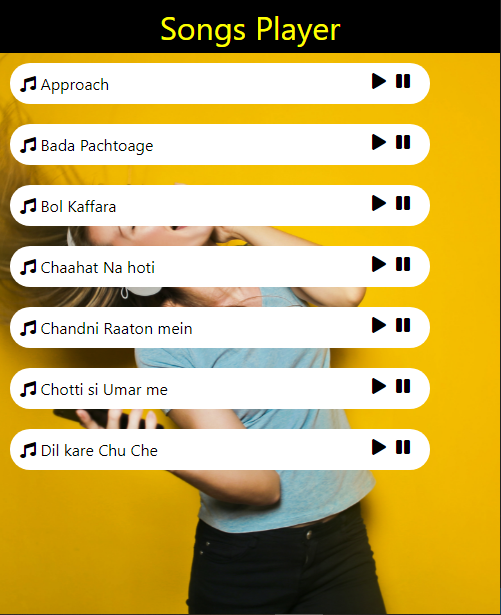 Songs Player
Approach
Bada Pachtoage
Bol Kaffara
Chaahat Na hoti
Chandni Raaton mein
Chotti si Umar me
Dil kare Chu Che